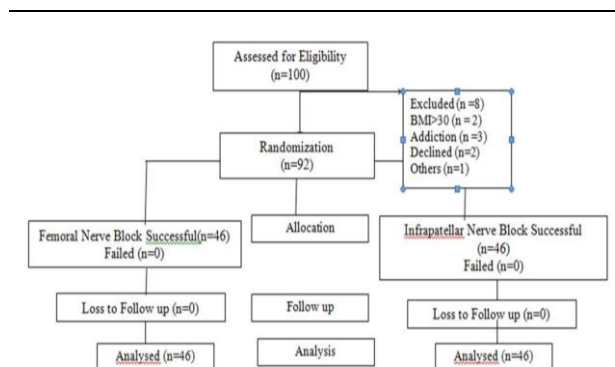 Assessed for Eligibility
(n=100)
Excluded (n =8)
BMI>30 (n = 2)
Addiction (n =3)
Declined (n=2)
Others (n=1)
Randomization
(n=92)
Allocation
Femoral Nerve Block Successful(n=46)
Failed (n=0)
Infrapatellar Nerve Block Successful
(n=46)
Failed (n=0)
Loss to Follow up (n=0)
Follow up
Loss to Follow up (n=0)
Analysed (n=46)
Analysis
Analysed (n=46)